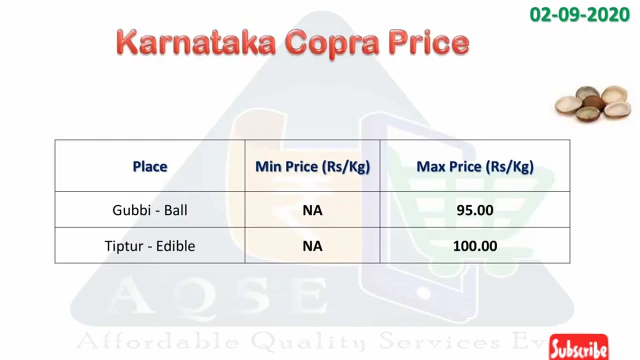 02-09-2020
Karnataka Copra Price
Place Min Price (Rs/Kg) Max Price (Rs/Kg)
Gubbi - Ball NA 95.00
Tiptur - Edible NA 100.00
AQSE
Affordable Quality Services
Subscribe